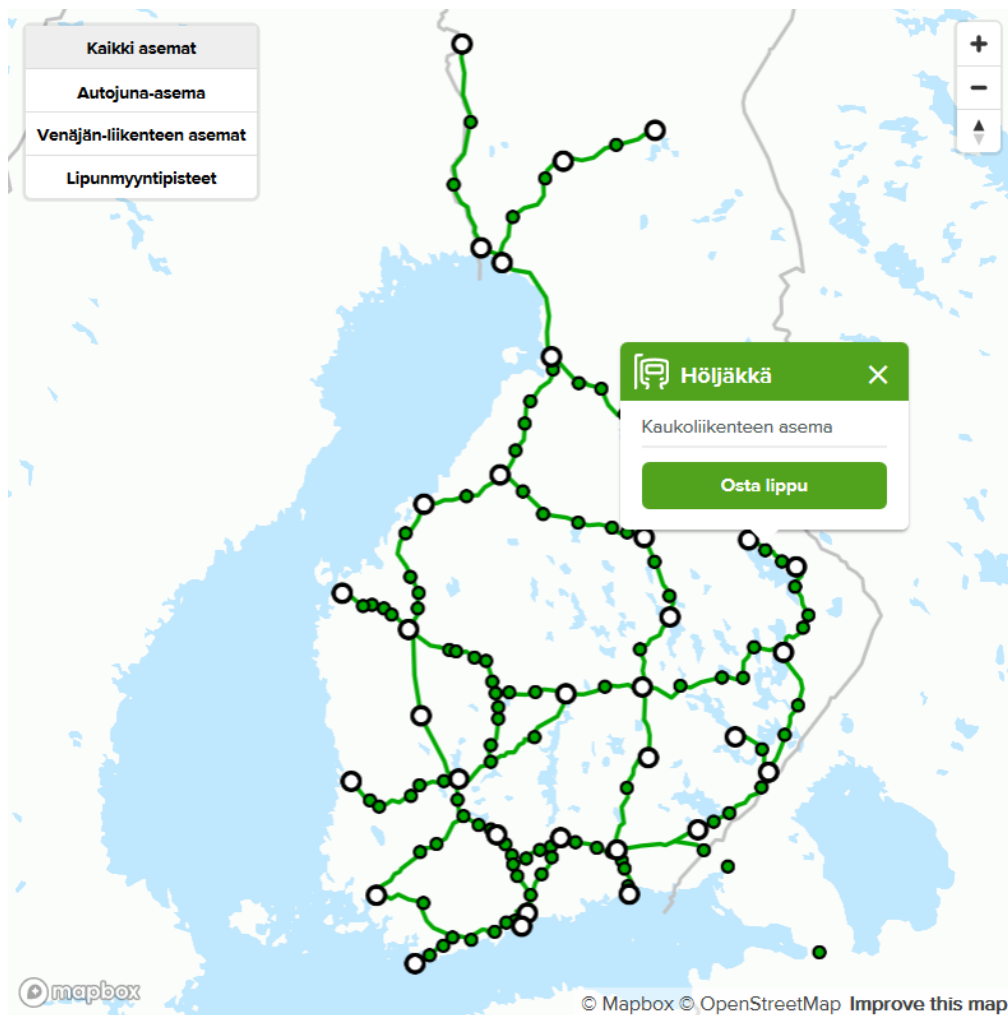 Kaikki asemat
Autojuna-asema
Venäjän-liikenteen asemat
Lipunmyyntipisteet
Höljäkkä
Kaukoliikenteen asema
Osta lippu
mapbox
© Mapbox © OpenStreetMap Improve this map